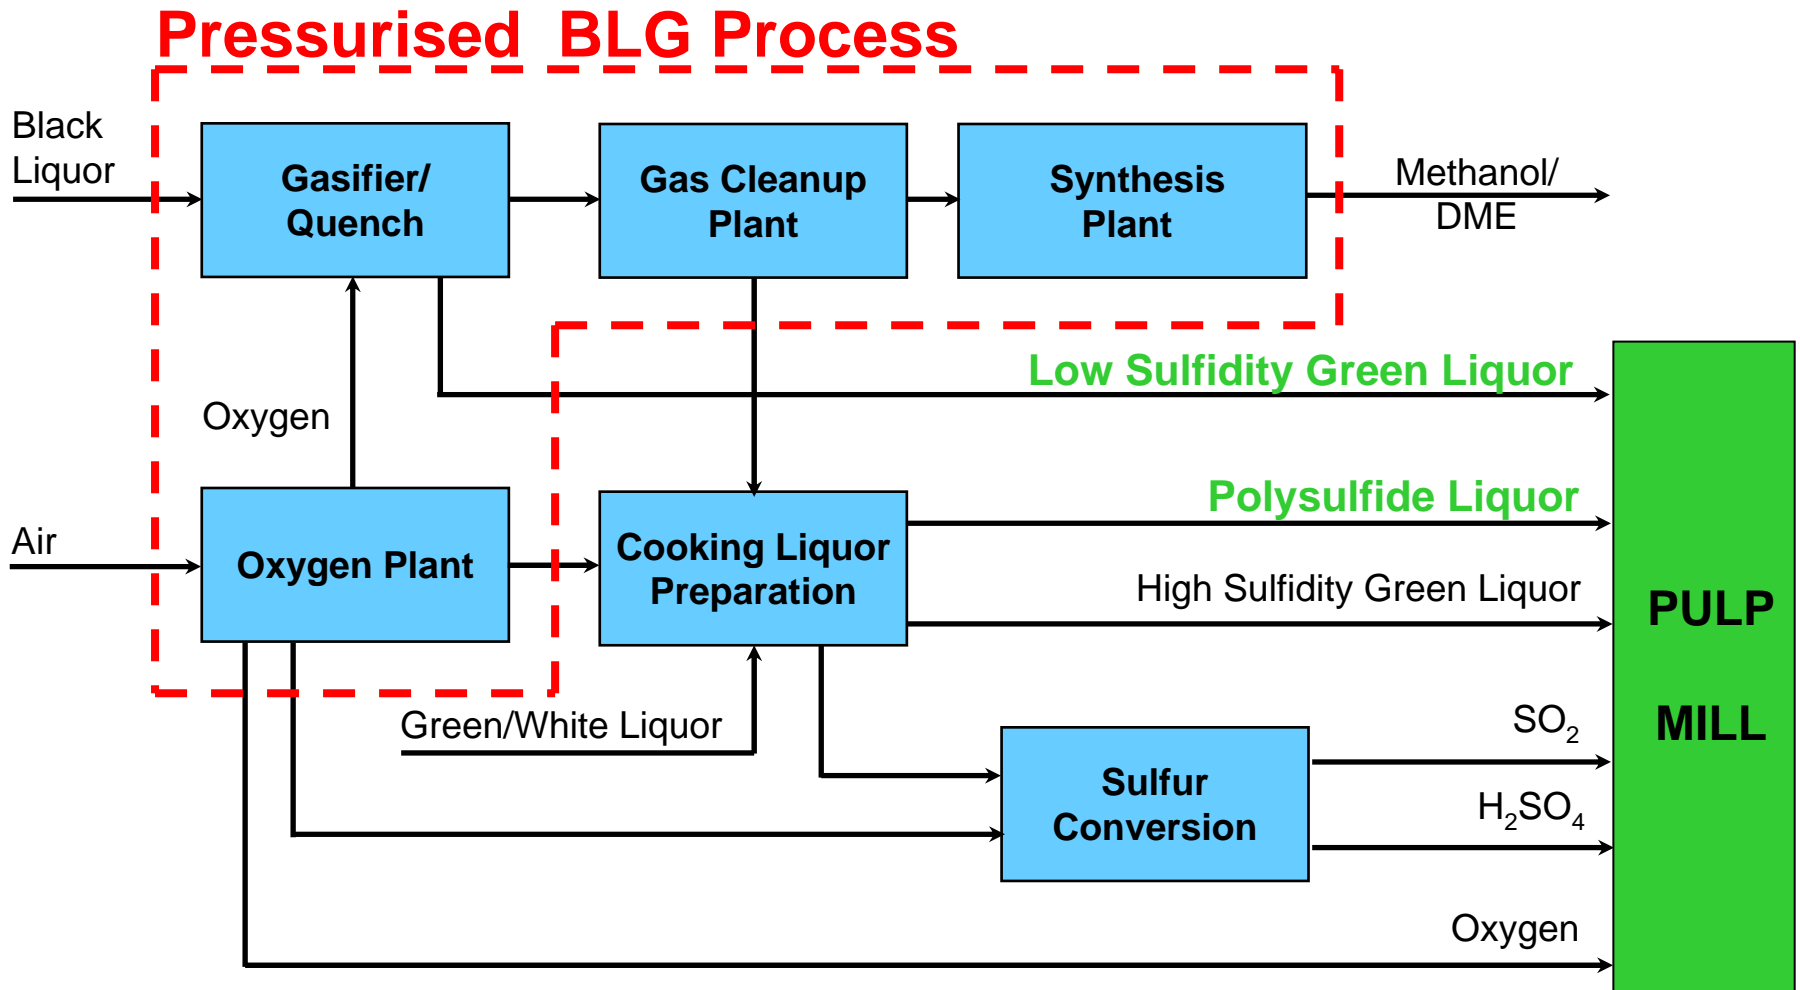 Pressurised BLG Process
Black
Liquor
Gasifier/
Quench
Gas Cleanup
Plant
Synthesis
Plant
Methanol/
DME
Low Sulfidity Green Liquor
Oxygen
Polysulfide Liquor
Air
Oxygen Plant
Cooking Liquor
Preparation
High Sulfidity Green Liquor
PULP
MILL
Green/White Liquor
SO₂
Sulfur
Conversion
H₂SO₄
Oxygen